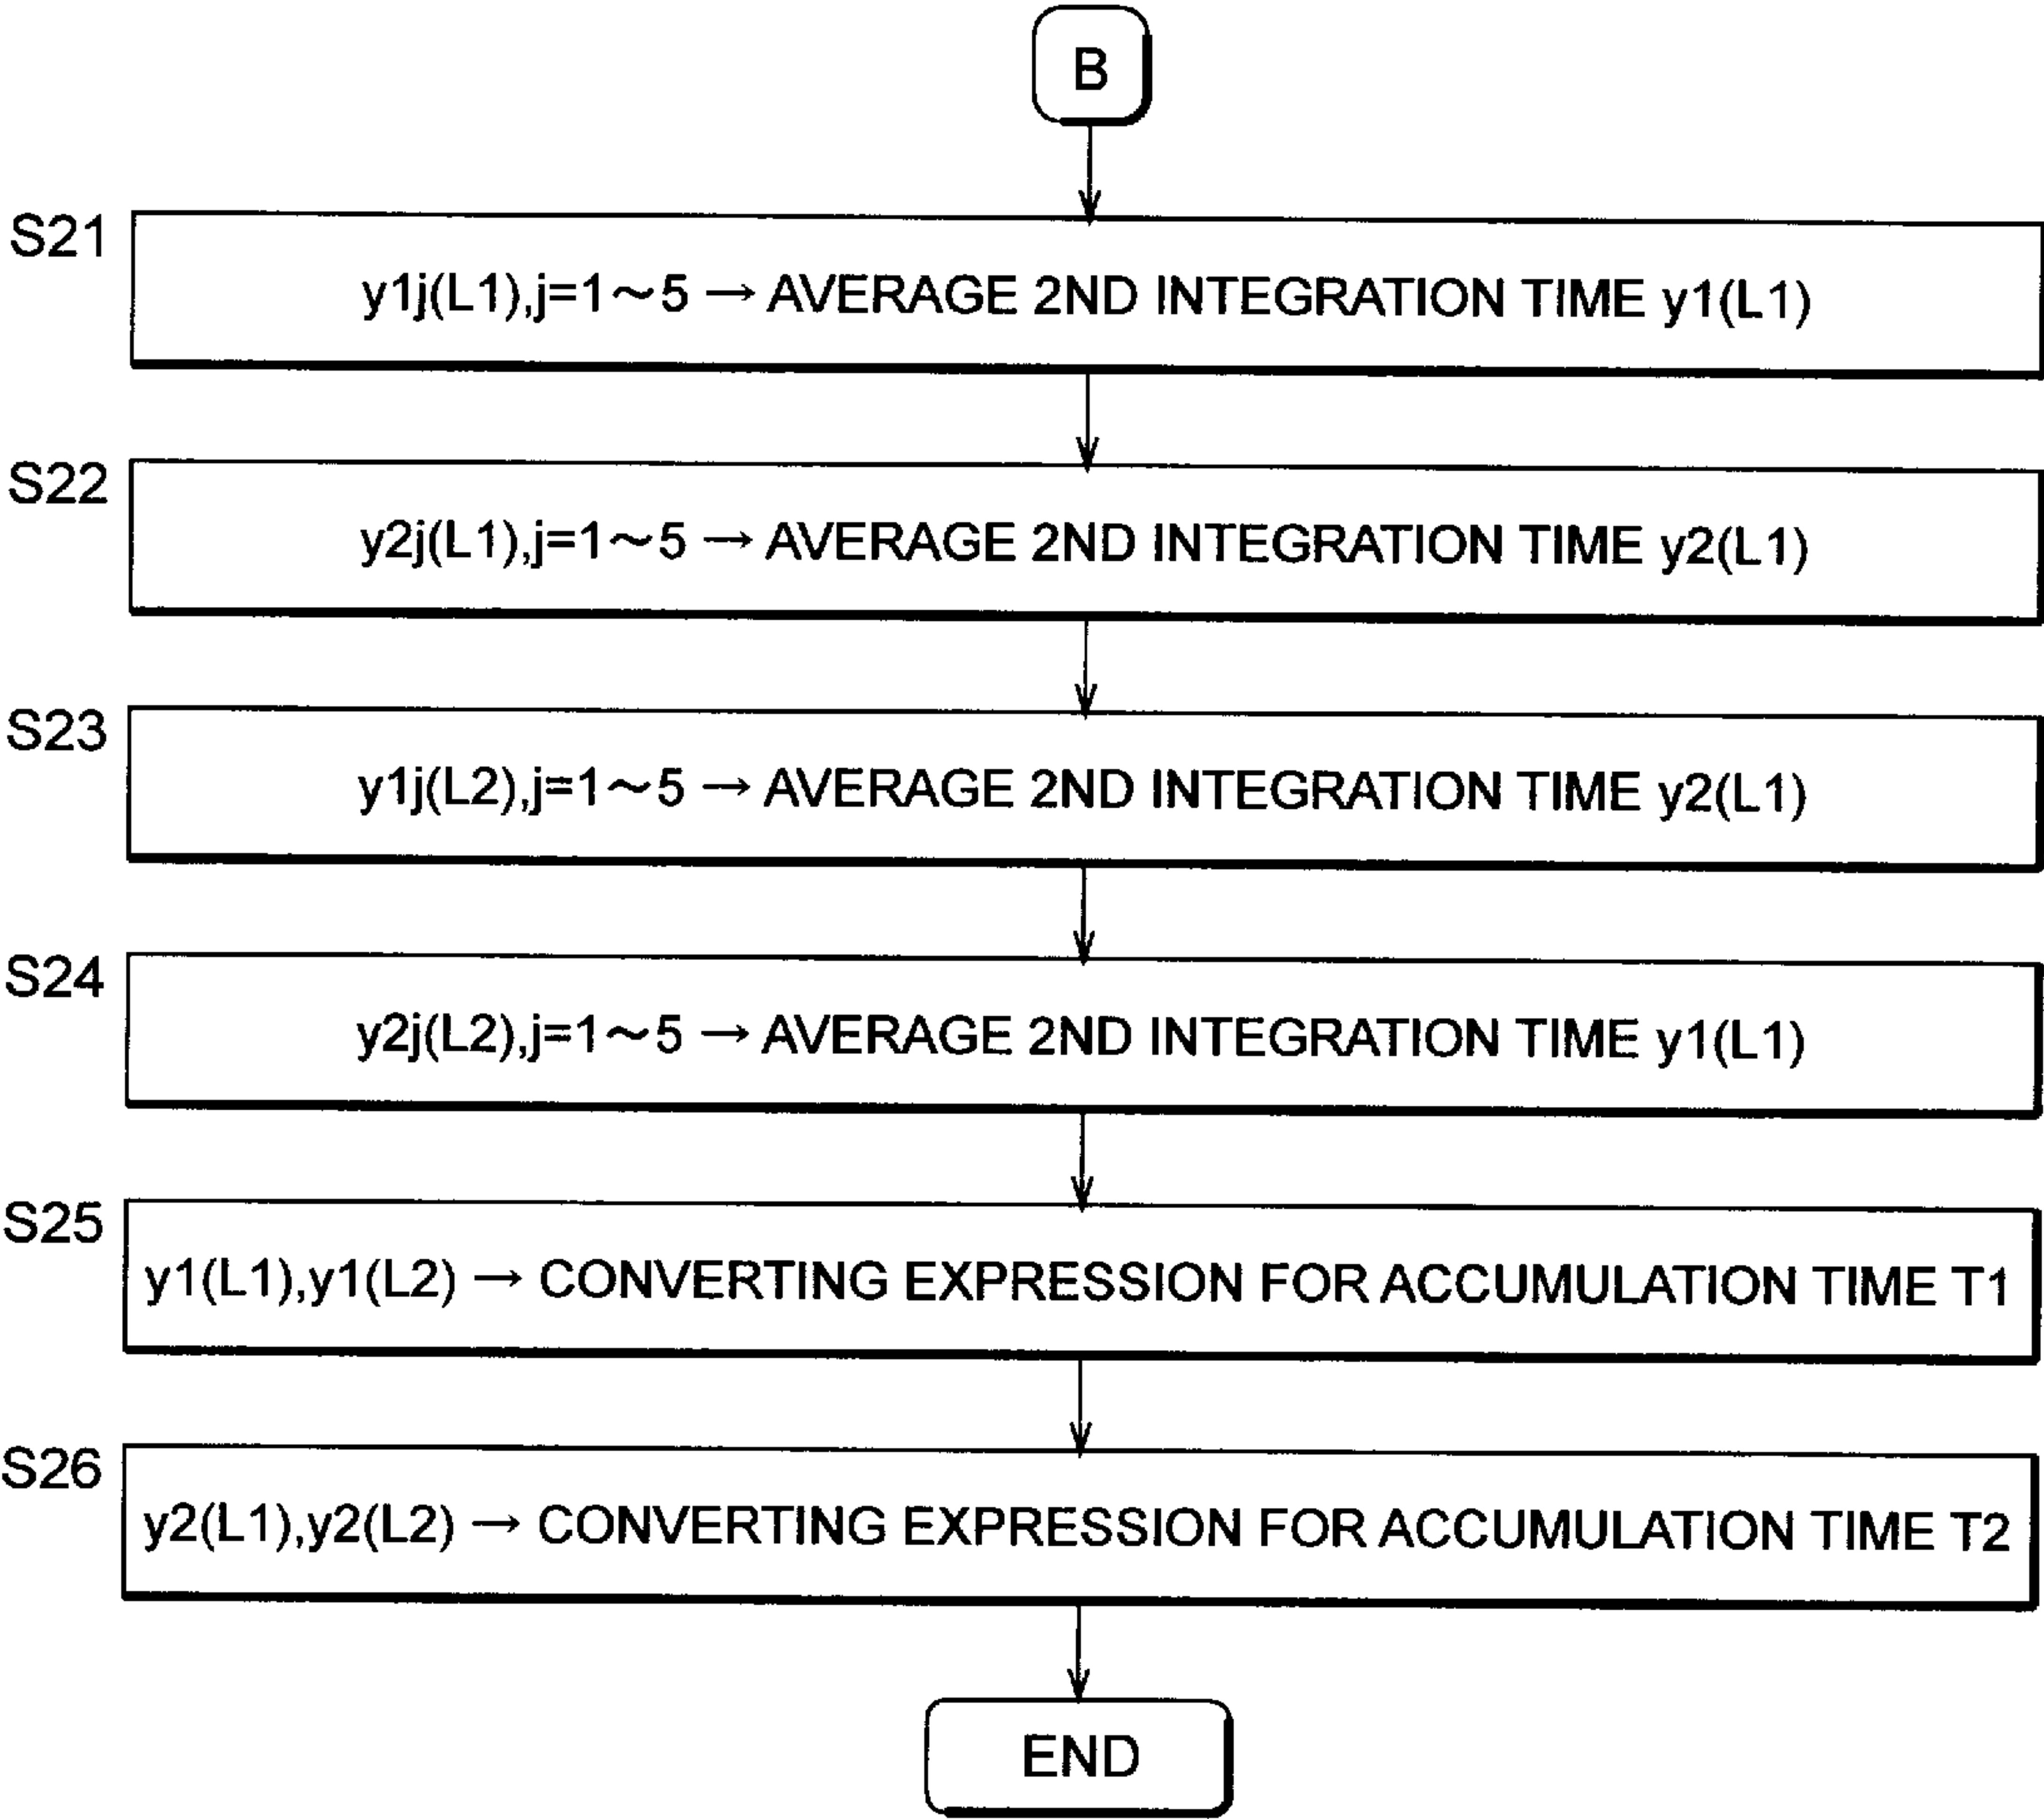 B
S21
y1j(L1),j=1～5 → AVERAGE 2ND INTEGRATION TIME y1(L1)
S22
y2j(L1),j=1～5 → AVERAGE 2ND INTEGRATION TIME y2(L1)
S23
y1j(L2),j=1～5 → AVERAGE 2ND INTEGRATION TIME y2(L1)
S24
y2j(L2),j=1～5 → AVERAGE 2ND INTEGRATION TIME y1(L1)
S25
y1(L1),y1(L2) → CONVERTING EXPRESSION FOR ACCUMULATION TIME T1
S26
y2(L1),y2(L2) → CONVERTING EXPRESSION FOR ACCUMULATION TIME T2
END